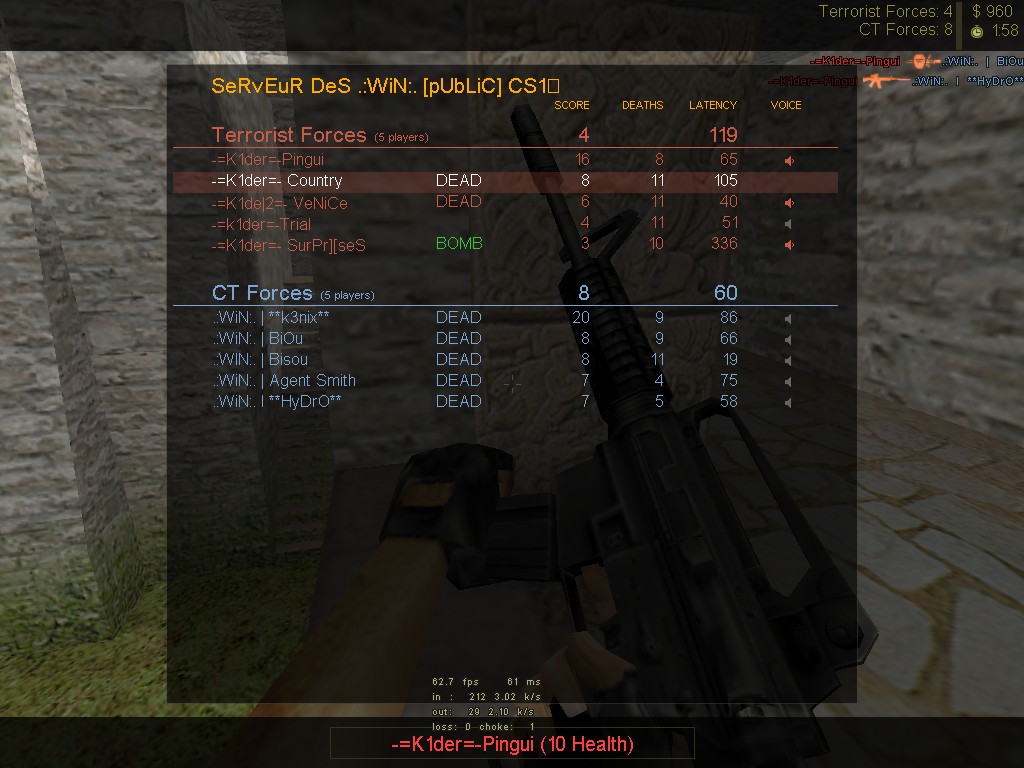 Terrorist Forces: 4 $ 960
CT Forces: 8 1:58
-=K1der=-Pingui .:WiN:. | BiOu
-=K1der=-Pingui .:WiN:. | **HyDrO**
SeRvEuR DeS .:WiN:. [pUbLiC] CS1
SCORE DEATHS LATENCY VOICE
Terrorist Forces (5 players) 4 119
-=K1der=-Pingui 16 8 65
-=K1der=- Country DEAD 8 11 105
-=K1de|2=- VeNiCe DEAD 6 11 40
-=k1der=-Trial 4 11 51
-=K1der=- SurPr][seS BOMB 3 10 336
CT Forces (5 players) 8 60
.:WiN:. | **k3nix** DEAD 20 9 86
.:WiN:. | BiOu DEAD 8 9 66
.:WiN:. | Bisou DEAD 8 11 19
.:WiN:. | Agent Smith DEAD 7 4 75
.:WiN:. | **HyDrO** DEAD 7 5 58
62.7 fps 61 ms
in : 212 3.02 k/s
out: 29 2.10 k/s
loss: 0 choke: 1
-=K1der=-Pingui (10 Health)